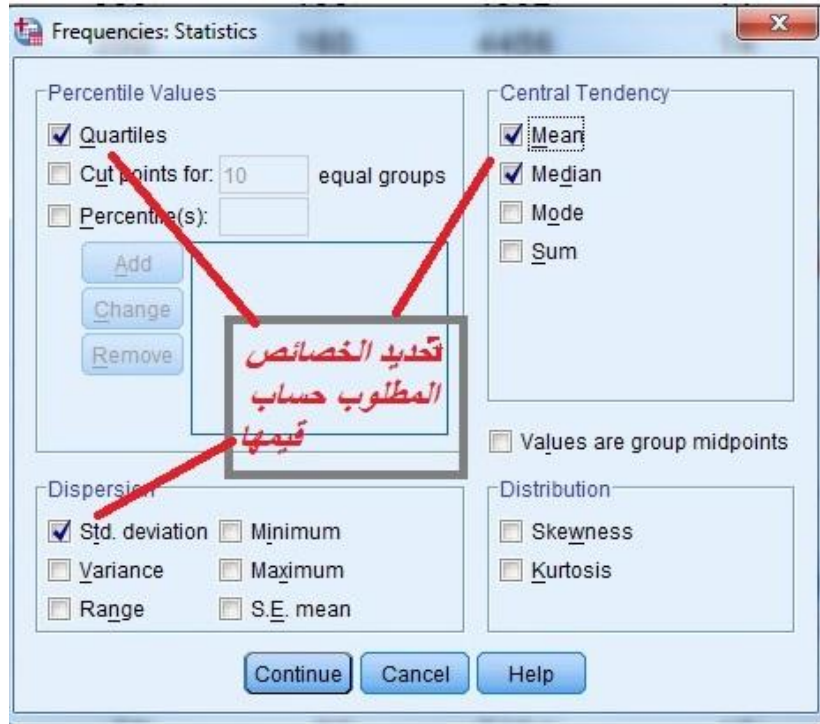 Frequencies: Statistics
Percentile Values
Quartiles
Cut points for: 10 equal groups
Percentile(s):
Add
Change
Remove
Central Tendency
Mean
Median
Mode
Sum
تحديد الخصائص
المطلوب حساب
قيمها
Values are group midpoints
Dispersion
Std. deviation Minimum
Variance Maximum
Range S.E. mean
Distribution
Skewness
Kurtosis
Continue Cancel Help